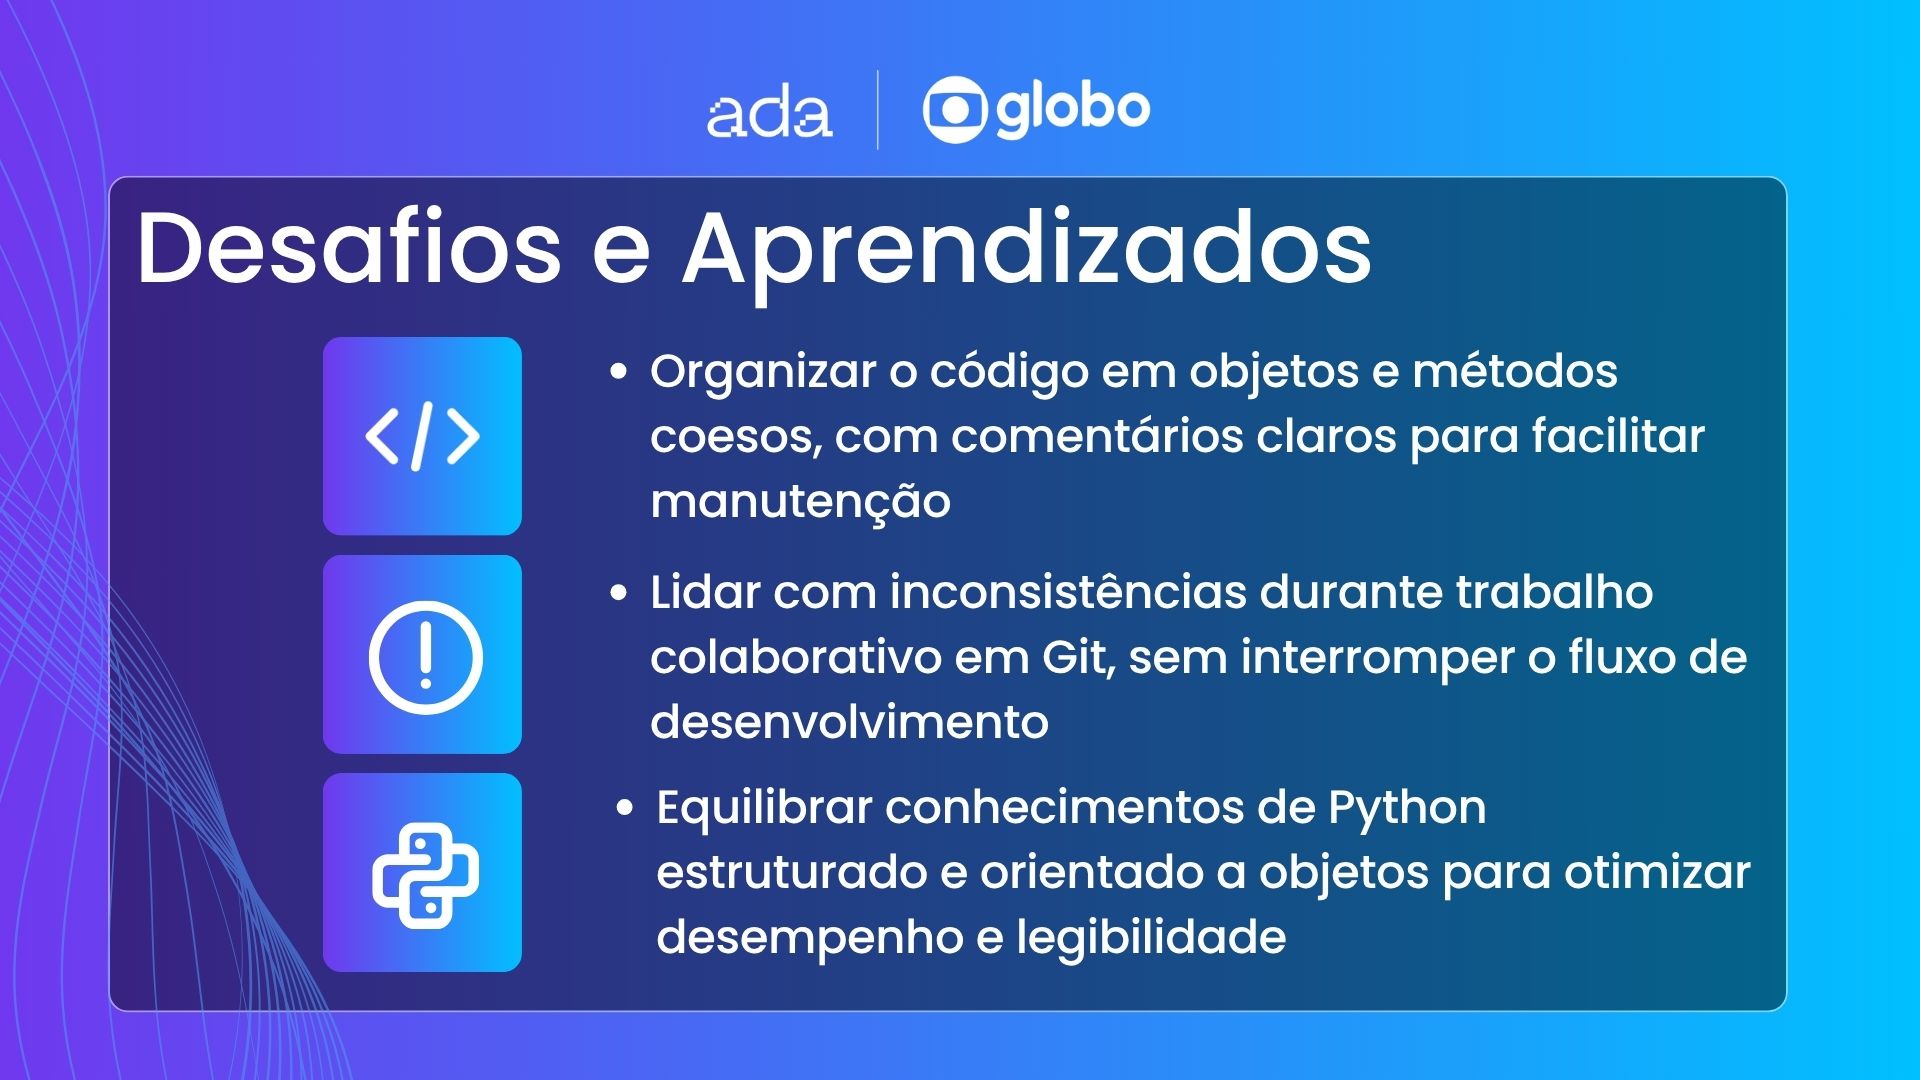 ada | globo
Desafios e Aprendizados
</>
• Organizar o código em objetos e métodos
coesos, com comentários claros para facilitar
manutenção
!
• Lidar com inconsistências durante trabalho
colaborativo em Git, sem interromper o fluxo de
desenvolvimento
• Equilibrar conhecimentos de Python
estruturado e orientado a objetos para otimizar
desempenho e legibilidade